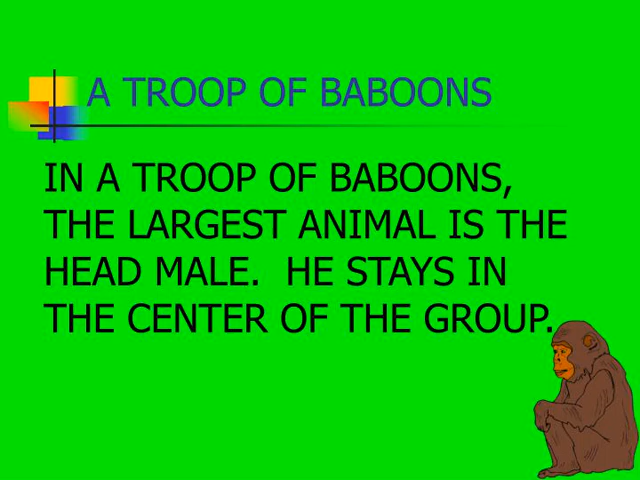 A TROOP OF BABOONS
IN A TROOP OF BABOONS,
THE LARGEST ANIMAL IS THE
HEAD MALE.  HE STAYS IN
THE CENTER OF THE GROUP.